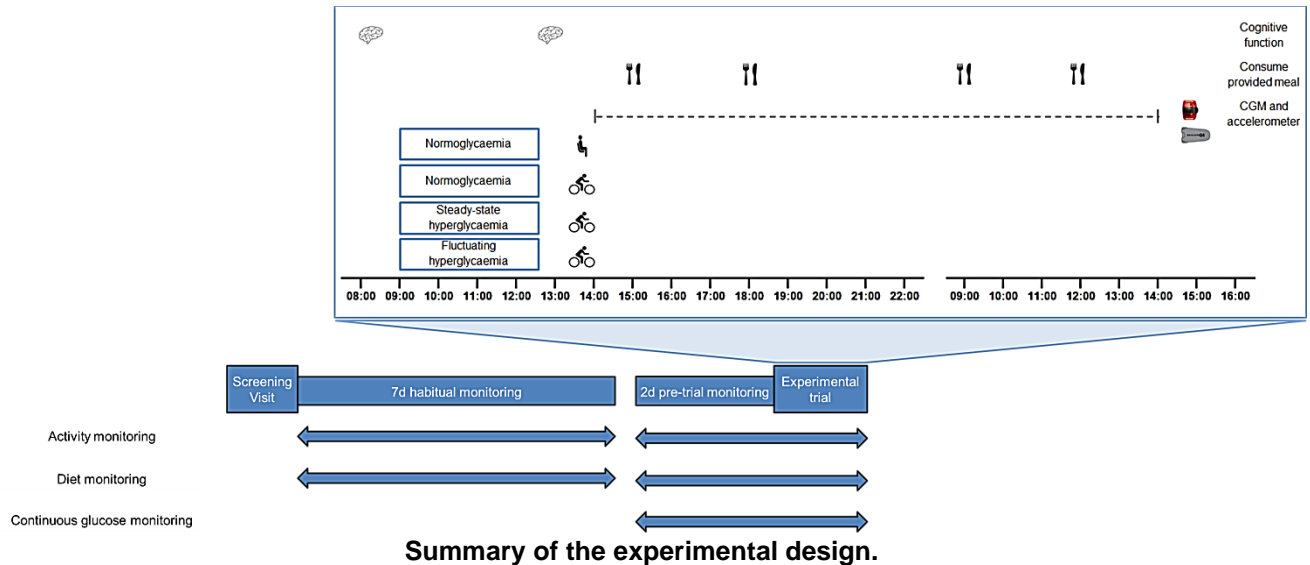 Cognitive
function
Consume
provided meal
CGM and
accelerometer
Normoglycaemia
Normoglycaemia
Steady-state
hyperglycaemia
Fluctuating
hyperglycaemia
08:00 09:00 10:00 11:00 12:00 13:00 14:00 15:00 16:00 17:00 18:00 19:00 20:00 21:00 22:00 09:00 10:00 11:00 12:00 13:00 14:00 15:00 16:00
Screening
Visit
7d habitual monitoring
2d pre-trial monitoring
Experimental
trial
Activity monitoring
Diet monitoring
Continuous glucose monitoring
Summary of the experimental design.